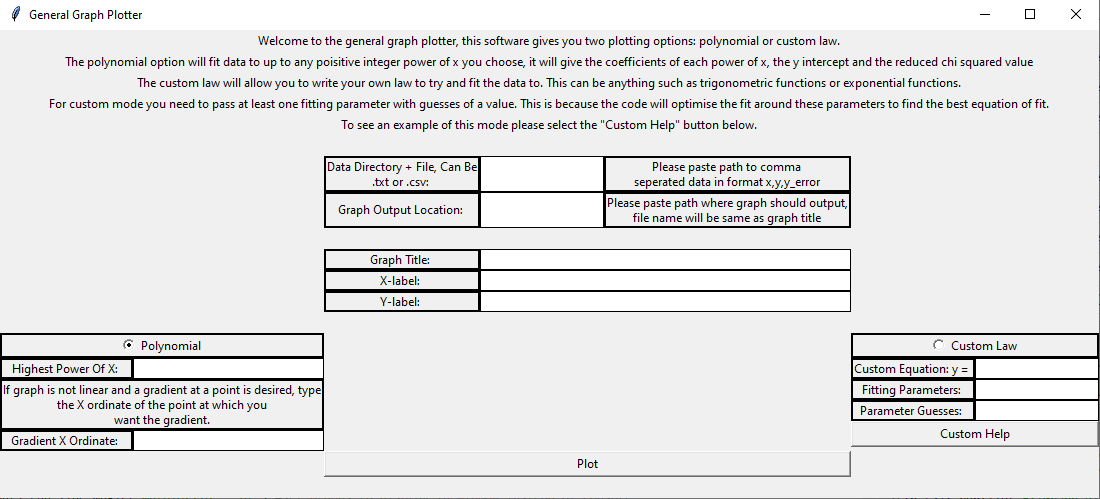 General Graph Plotter
Welcome to the general graph plotter, this software gives you two plotting options: polynomial or custom law.
The polynomial option will fit data to up to any poisitive integer power of x you choose, it will give the coefficients of each power of x, the y intercept and the reduced chi squared value
The custom law will allow you to write your own law to try and fit the data to. This can be anything such as trigonometric functions or exponential functions.
For custom mode you need to pass at least one fitting parameter with guesses of a value. This is because the code will optimise the fit around these parameters to find the best equation of fit.
To see an example of this mode please select the "Custom Help" button below.
Data Directory + File, Can Be
.txt or .csv:
Please paste path to comma
seperated data in format x,y,y_error
Graph Output Location:
Please paste path where graph should output,
file name will be same as graph title
Graph Title:
X-label:
Y-label:
Polynomial
Highest Power Of X:
If graph is not linear and a gradient at a point is desired, type
the X ordinate of the point at which you
want the gradient.
Gradient X Ordinate:
Custom Law
Custom Equation: y =
Fitting Parameters:
Parameter Guesses:
Custom Help
Plot